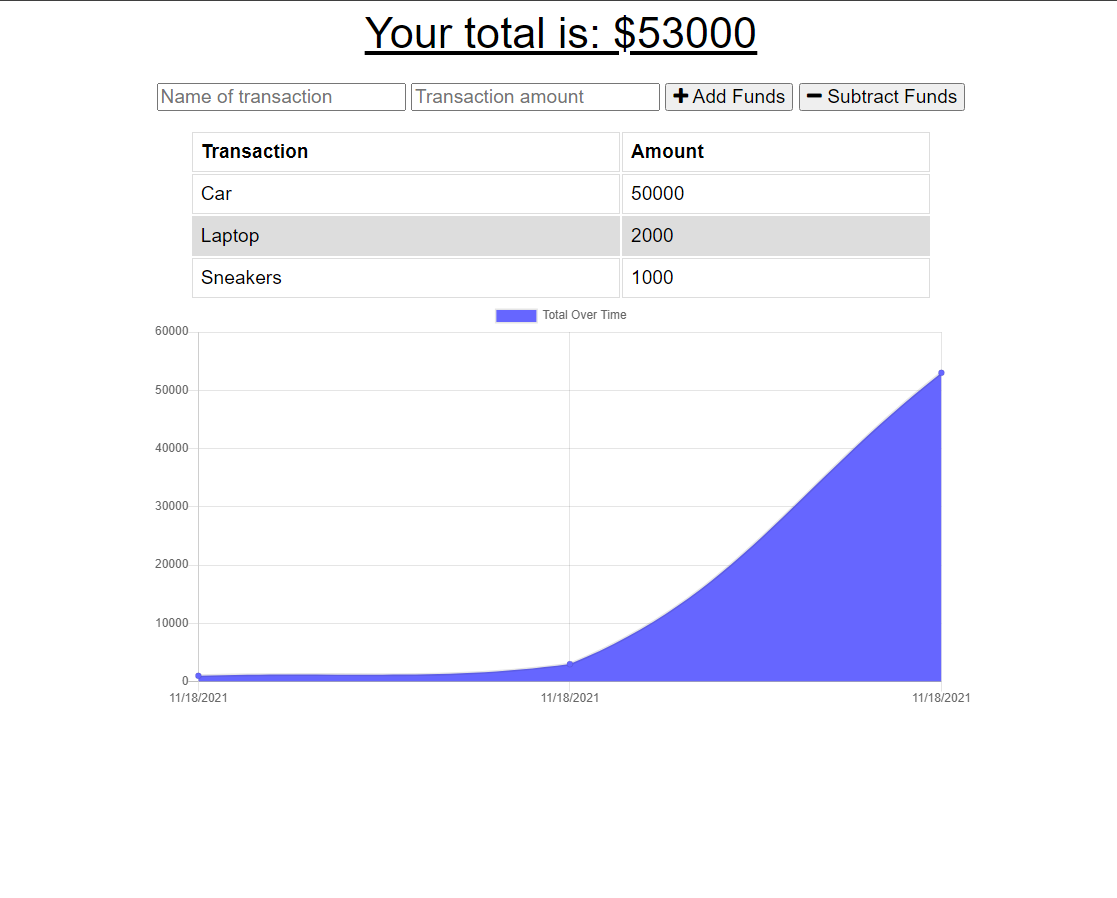 Your total is: $53000
Name of transaction Transaction amount Add Funds Subtract Funds
Transaction Amount
Car 50000
Laptop 2000
Sneakers 1000
Total Over Time
60000
50000
40000
30000
20000
10000
0
11/18/2021 11/18/2021 11/18/2021